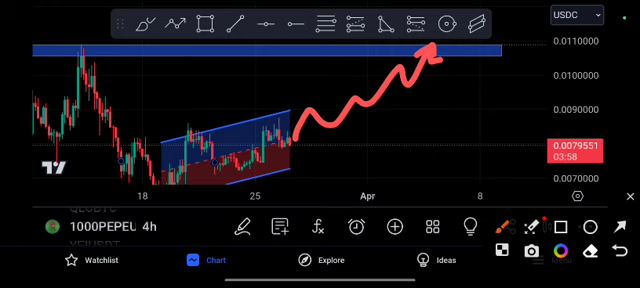 USDC
0.0110000
0.0100000
0.0090000
0.0079551
03:58
0.0070000
18 25 Apr 8
1000PEPEU 4h
Watchlist
Chart
Explore
Ideas